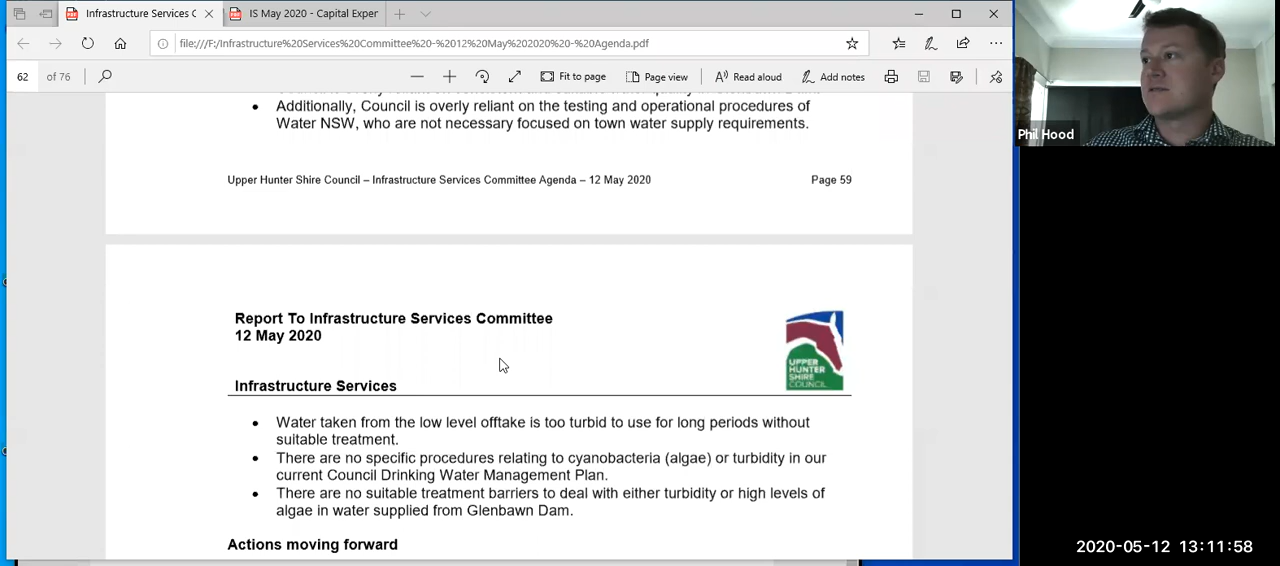 Infrastructure Services C
IS May 2020 - Capital Exper
file:///F:/Infrastructure%20Services%20Committee%20-%2012%20May%202020%20-%20Agenda.pdf
62 of 76
Fit to page
Page view
Read aloud
Add notes
• Additionally, Council is overly reliant on the testing and operational procedures of
Water NSW, who are not necessary focused on town water supply requirements.
Upper Hunter Shire Council – Infrastructure Services Committee Agenda – 12 May 2020 Page 59
Report To Infrastructure Services Committee
12 May 2020
UPPER
HUNTER
SHIRE
COUNCIL
Infrastructure Services
• Water taken from the low level offtake is too turbid to use for long periods without
suitable treatment.
• There are no specific procedures relating to cyanobacteria (algae) or turbidity in our
current Council Drinking Water Management Plan.
• There are no suitable treatment barriers to deal with either turbidity or high levels of
algae in water supplied from Glenbawn Dam.
Actions moving forward
Phil Hood
2020-05-12 13:11:58